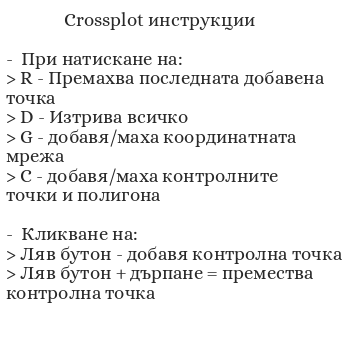 Crossplot инструкции
- При натискане на:
> R - Премахва последната добавена
точка
> D - Изтрива всичко
> G - добавя/маха координатната
мрежа
> C - добавя/маха контролните
точки и полигона
- Кликване на:
> Ляв бутон - добавя контролна точка
> Ляв бутон + дърпане = премества
контролна точка